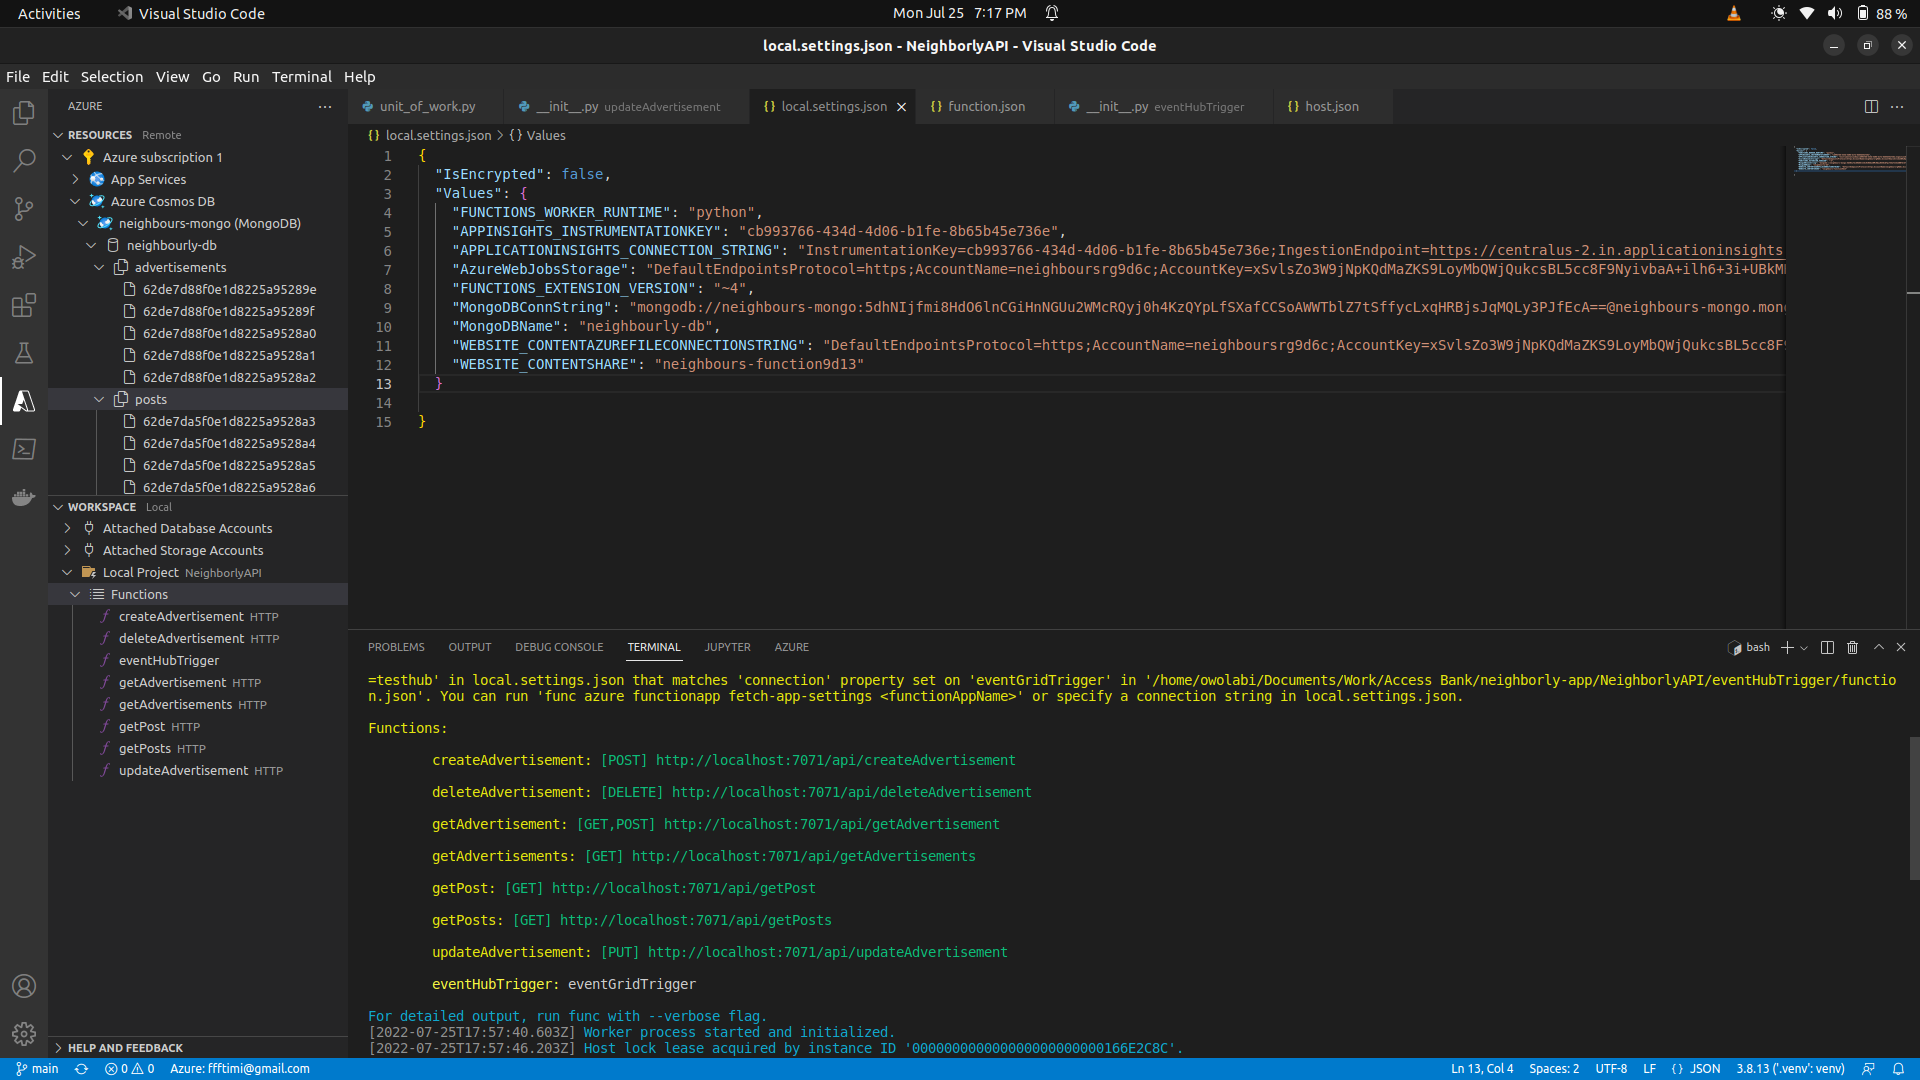 Activities
Visual Studio Code
Mon Jul 25 7:17 PM
88 %
local.settings.json - NeighborlyAPI - Visual Studio Code
File Edit Selection View Go Run Terminal Help
AZURE
RESOURCES Remote
Azure subscription 1
App Services
Azure Cosmos DB
neighbours-mongo (MongoDB)
neighbourly-db
advertisements
62de7d88f0e1d8225a95289e
62de7d88f0e1d8225a95289f
62de7d88f0e1d8225a9528a0
62de7d88f0e1d8225a9528a1
62de7d88f0e1d8225a9528a2
posts
62de7da5f0e1d8225a9528a3
62de7da5f0e1d8225a9528a4
62de7da5f0e1d8225a9528a5
62de7da5f0e1d8225a9528a6
WORKSPACE Local
Attached Database Accounts
Attached Storage Accounts
Local Project NeighborlyAPI
Functions
createAdvertisement HTTP
deleteAdvertisement HTTP
eventHubTrigger
getAdvertisement HTTP
getAdvertisements HTTP
getPost HTTP
getPosts HTTP
updateAdvertisement HTTP
HELP AND FEEDBACK
unit_of_work.py
__init__.py updateAdvertisement
{} local.settings.json
{} function.json
__init__.py eventHubTrigger
{} host.json
{} local.settings.json > {} Values
1 {
2 "IsEncrypted": false,
3 "Values": {
4 "FUNCTIONS_WORKER_RUNTIME": "python",
5 "APPINSIGHTS_INSTRUMENTATIONKEY": "cb993766-434d-4d06-b1fe-8b65b45e736e",
6 "APPLICATIONINSIGHTS_CONNECTION_STRING": "InstrumentationKey=cb993766-434d-4d06-b1fe-8b65b45e736e;IngestionEndpoint=https://centralus-2.in.applicationinsights
7 "AzureWebJobsStorage": "DefaultEndpointsProtocol=https;AccountName=neighboursrg9d6c;AccountKey=xSvlsZo3W9jNpKQdMaZKS9LoyMbQWjQukcsBL5cc8F9NyivbaA+ilh6+3i+UBkM
8 "FUNCTIONS_EXTENSION_VERSION": "~4",
9 "MongoDBConnString": "mongodb://neighbours-mongo:5dhNIjfmi8HdO6lnCGiHnNGUu2WMcRQyj0h4KzQYpLfSXafCCSoAWWTblZ7tSffycLxqHRBjsJqMQLy3PJfEcA==@neighbours-mongo.mon
10 "MongoDBName": "neighbourly-db",
11 "WEBSITE_CONTENTAZUREFILECONNECTIONSTRING": "DefaultEndpointsProtocol=https;AccountName=neighboursrg9d6c;AccountKey=xSvlsZo3W9jNpKQdMaZKS9LoyMbQWjQukcsBL5cc8F9
12 "WEBSITE_CONTENTSHARE": "neighbours-function9d13"
13 }
14
15 }
PROBLEMS OUTPUT DEBUG CONSOLE TERMINAL JUPYTER AZURE
bash
=testhub' in local.settings.json that matches 'connection' property set on 'eventGridTrigger' in '/home/owolabi/Documents/Work/Access Bank/neighborly-app/NeighborlyAPI/eventHubTrigger/functio
n.json'. You can run 'func azure functionapp fetch-app-settings <functionAppName>' or specify a connection string in local.settings.json.
Functions:
createAdvertisement: [POST] http://localhost:7071/api/createAdvertisement
deleteAdvertisement: [DELETE] http://localhost:7071/api/deleteAdvertisement
getAdvertisement: [GET,POST] http://localhost:7071/api/getAdvertisement
getAdvertisements: [GET] http://localhost:7071/api/getAdvertisements
getPost: [GET] http://localhost:7071/api/getPost
getPosts: [GET] http://localhost:7071/api/getPosts
updateAdvertisement: [PUT] http://localhost:7071/api/updateAdvertisement
eventHubTrigger: eventGridTrigger
For detailed output, run func with --verbose flag.
[2022-07-25T17:57:40.603Z] Worker process started and initialized.
[2022-07-25T17:57:46.203Z] Host lock lease acquired by instance ID '000000000000000000000000166E2C8C'.
main
0 0
Azure: ffftimi@gmail.com
Ln 13, Col 4
Spaces: 2
UTF-8
LF
{} JSON
3.8.13 ('.venv': venv)